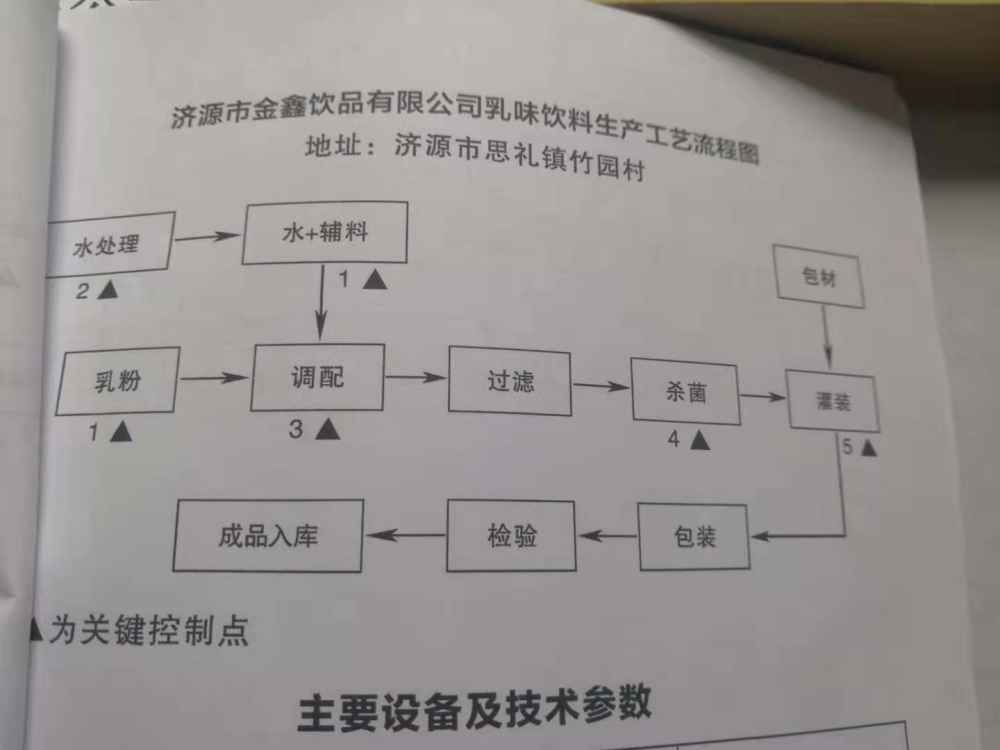 济源市金鑫饮品有限公司乳味饮料生产工艺流程图
地址：济源市思礼镇竹园村
水处理
水+辅料
2 ▲
1 ▲
包材
乳粉
调配
过滤
杀菌
灌装
1 ▲
3 ▲
4 ▲
5 ▲
成品入库
检验
包装
▲为关键控制点
主要设备及技术参数